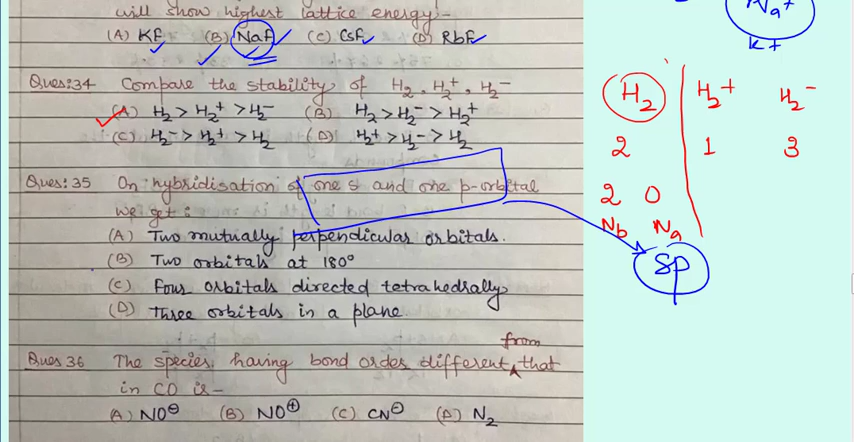 will show highest lattice energy-
(A) KF (B) NaF (C) CsF (D) RbF
Ques:34 Compare the stability of H₂, H₂⁺, H₂⁻
(A) H₂ > H₂⁺ > H₂⁻ (B) H₂ > H₂⁻ > H₂⁺
(C) H₂⁻ > H₂⁺ > H₂ (D) H₂⁺ > H₂⁻ > H₂
Ques:35 On hybridisation of one s and one p-orbital
we get:
(A) Two mutually perpendicular orbitals.
(B) Two orbitals at 180°
(C) four orbitals directed tetrahedrally
(D) Three orbitals in a plane.
Ques 36 The species, having bond order different from that
in CO is-
(A) NO⊖ (B) NO⊕ (C) CN⊖ (D) N₂
Na⁺
K⁺
H₂ H₂⁺ H₂⁻
2 1 3
2 0
Nb Na
SP